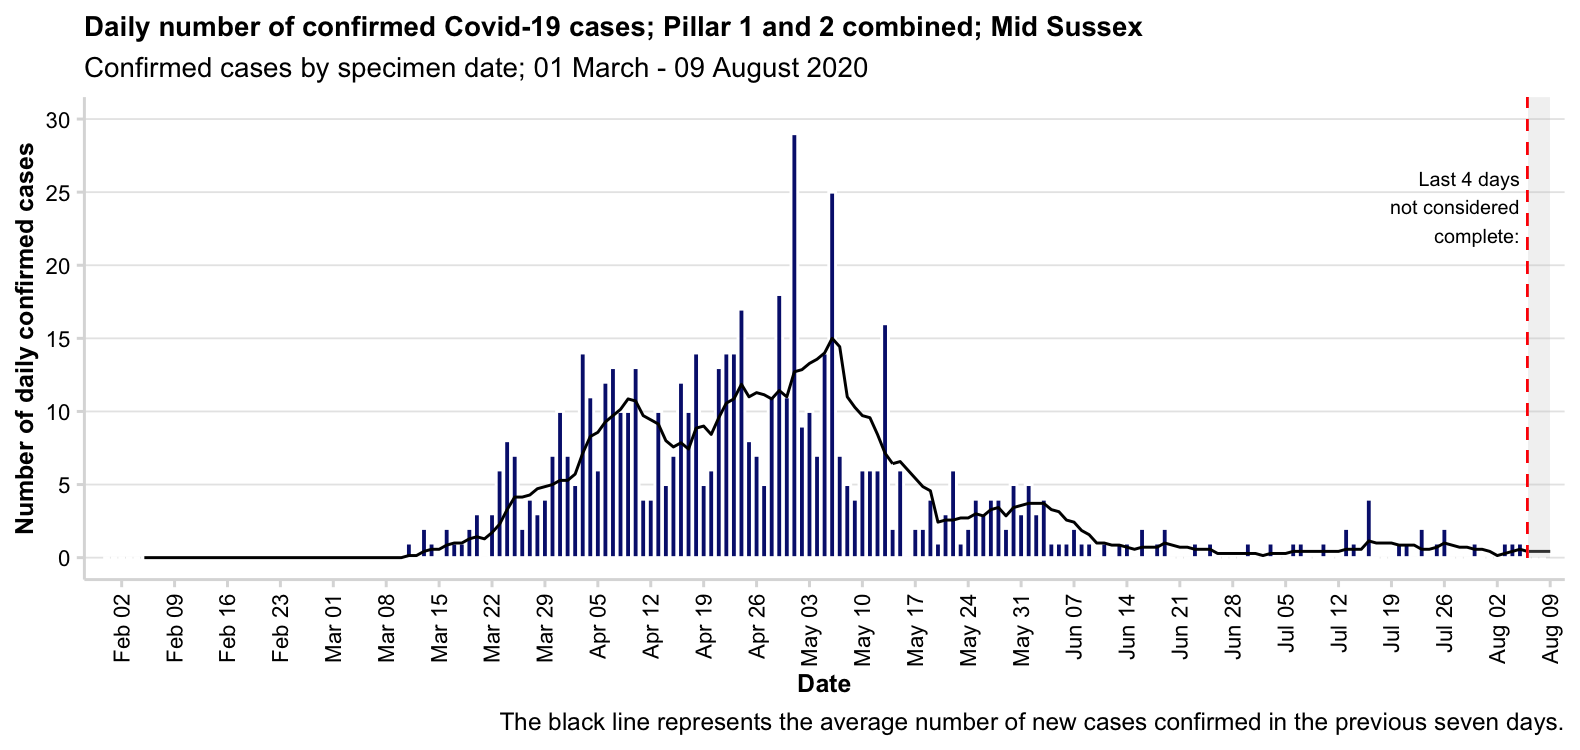 Daily number of confirmed Covid-19 cases; Pillar 1 and 2 combined; Mid Sussex
Confirmed cases by specimen date; 01 March - 09 August 2020
Number of daily confirmed cases
30
25
20
15
10
5
0
Last 4 days
not considered
complete:
Feb 02
Feb 09
Feb 16
Feb 23
Mar 01
Mar 08
Mar 15
Mar 22
Mar 29
Apr 05
Apr 12
Apr 19
Apr 26
May 03
May 10
May 17
May 24
May 31
Jun 07
Jun 14
Jun 21
Jun 28
Jul 05
Jul 12
Jul 19
Jul 26
Aug 02
Aug 09
Date
The black line represents the average number of new cases confirmed in the previous seven days.